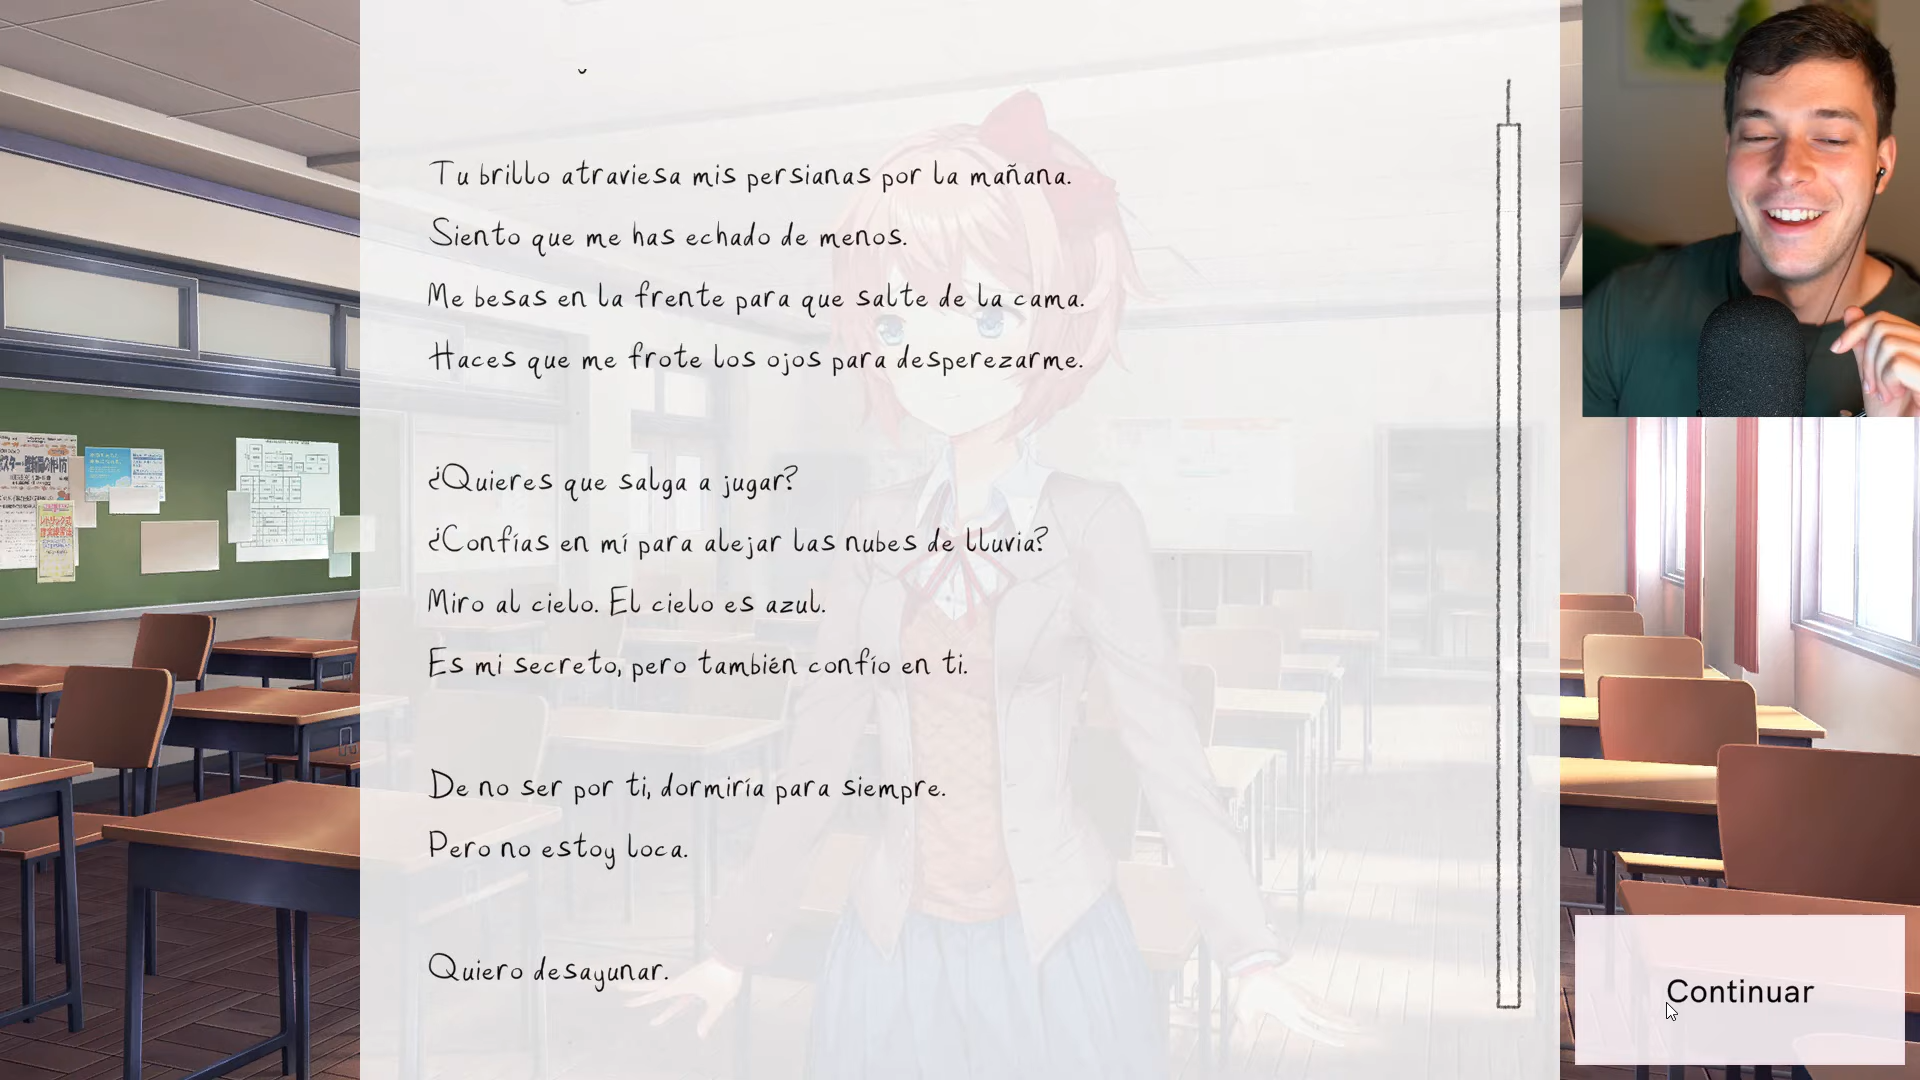 Tu brillo atraviesa mis persianas por la mañana.
Siento que me has echado de menos.
Me besas en la frente para que salte de la cama.
Haces que me frote los ojos para desperezarme.
¿Quieres que salga a jugar?
¿Confías en mí para alejar las nubes de lluvia?
Miro al cielo. El cielo es azul.
Es mi secreto, pero también confío en ti.
De no ser por ti, dormiría para siempre.
Pero no estoy loca.
Quiero desayunar.
Continuar